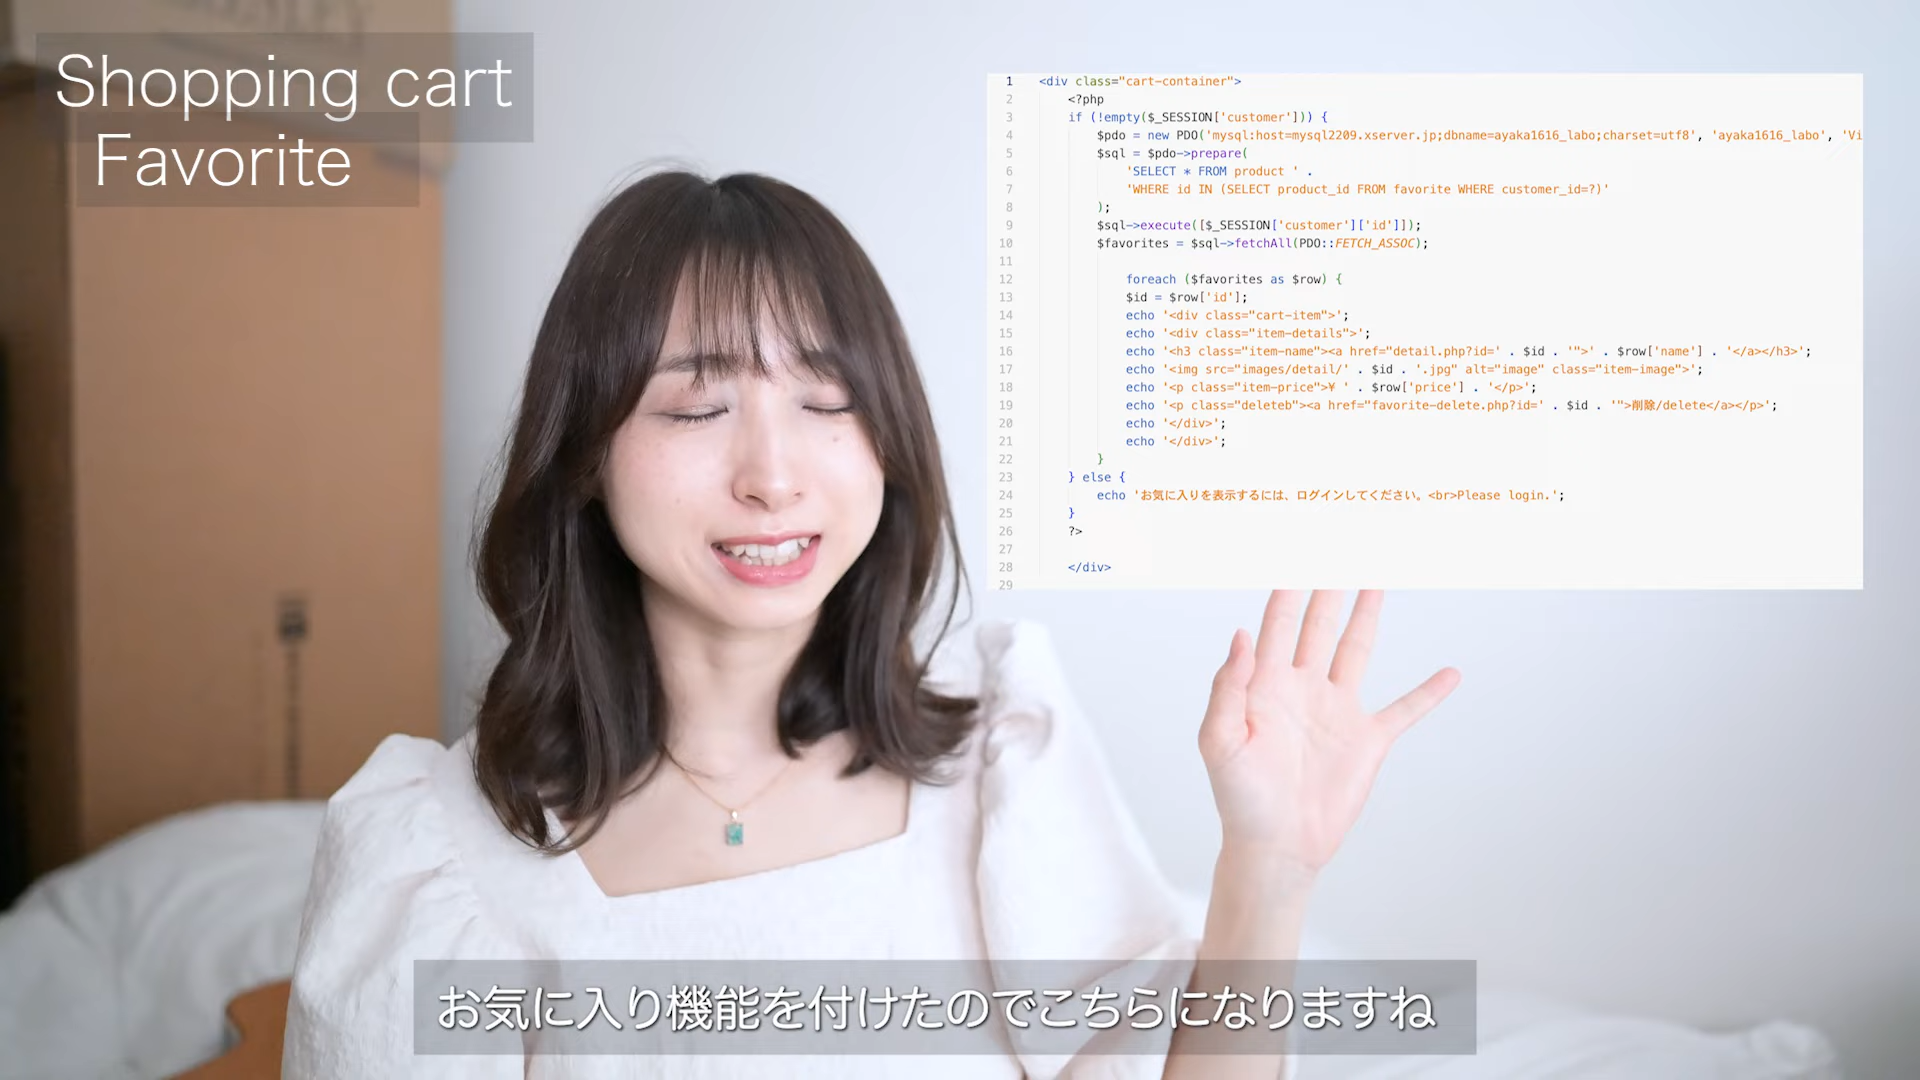 Shopping cart
Favorite
1 <div class="cart-container">
2 <?php
3 if (!empty($_SESSION['customer'])) {
4 $pdo = new PDO('mysql:host=mysql2209.xserver.jp;dbname=ayaka1616_labo;charset=utf8', 'ayaka1616_labo', 'Vi
5 $sql = $pdo->prepare(
6 'SELECT * FROM product ' .
7 'WHERE id IN (SELECT product_id FROM favorite WHERE customer_id=?)'
8 );
9 $sql->execute([$_SESSION['customer']['id']]);
10 $favorites = $sql->fetchAll(PDO::FETCH_ASSOC);
11
12 foreach ($favorites as $row) {
13 $id = $row['id'];
14 echo '<div class="cart-item">';
15 echo '<div class="item-details">';
16 echo '<h3 class="item-name"><a href="detail.php?id=' . $id . '">' . $row['name'] . '</a></h3>';
17 echo '<img src="images/detail/' . $id . '.jpg" alt="image" class="item-image">';
18 echo '<p class="item-price">¥ ' . $row['price'] . '</p>';
19 echo '<p class="deleteb"><a href="favorite-delete.php?id=' . $id . '">削除/delete</a></p>';
20 echo '</div>';
21 echo '</div>';
22 }
23 } else {
24 echo 'お気に入りを表示するには、ログインしてください。<br>Please login.';
25 }
26 ?>
27
28 </div>
29
お気に入り機能を付けたのでこちらになりますね